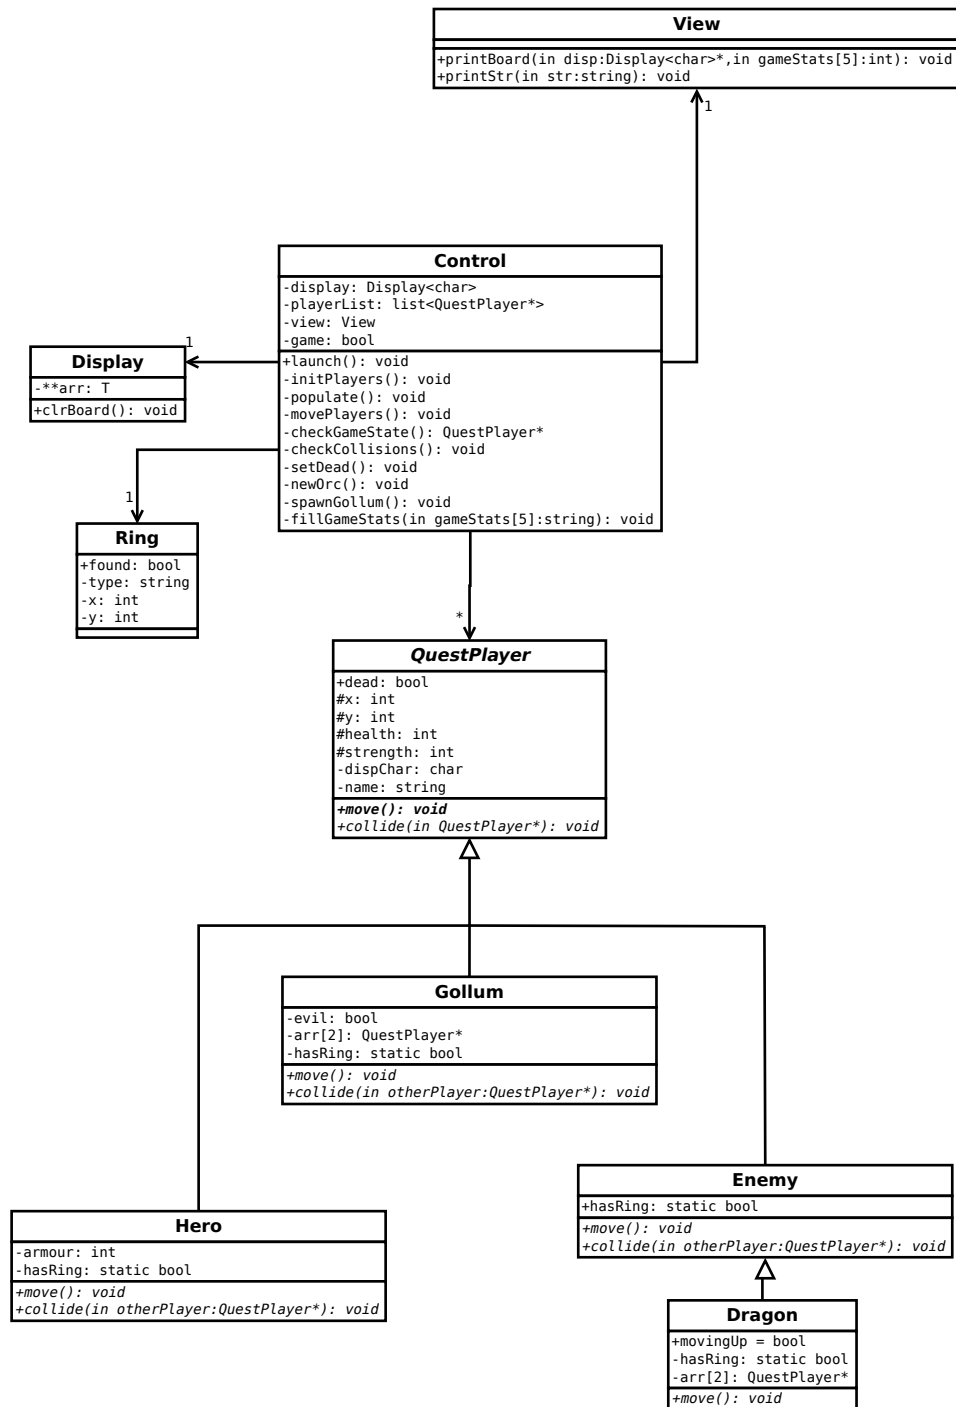 View
+printBoard(in disp:Display<char>*,in gameStats[5]:int): void
+printStr(in str:string): void
1
Control
-display: Display<char>
-playerList: list<QuestPlayer*>
-view: View
-game: bool
+launch(): void
-initPlayers(): void
-populate(): void
-movePlayers(): void
-checkGameState(): QuestPlayer*
-checkCollisions(): void
-setDead(): void
-newOrc(): void
-spawnGollum(): void
-fillGameStats(in gameStats[5]:string): void
1
Display
-**arr: T
+clrBoard(): void
1
Ring
+found: bool
-type: string
-x: int
-y: int
*
QuestPlayer
+dead: bool
#x: int
#y: int
#health: int
#strength: int
-dispChar: char
-name: string
+move(): void
+collide(in QuestPlayer*): void
Gollum
-evil: bool
-arr[2]: QuestPlayer*
-hasRing: static bool
+move(): void
+collide(in otherPlayer:QuestPlayer*): void
Enemy
+hasRing: static bool
+move(): void
+collide(in otherPlayer:QuestPlayer*): void
Hero
-armour: int
-hasRing: static bool
+move(): void
+collide(in otherPlayer:QuestPlayer*): void
Dragon
+movingUp = bool
-hasRing: static bool
-arr[2]: QuestPlayer*
+move(): void